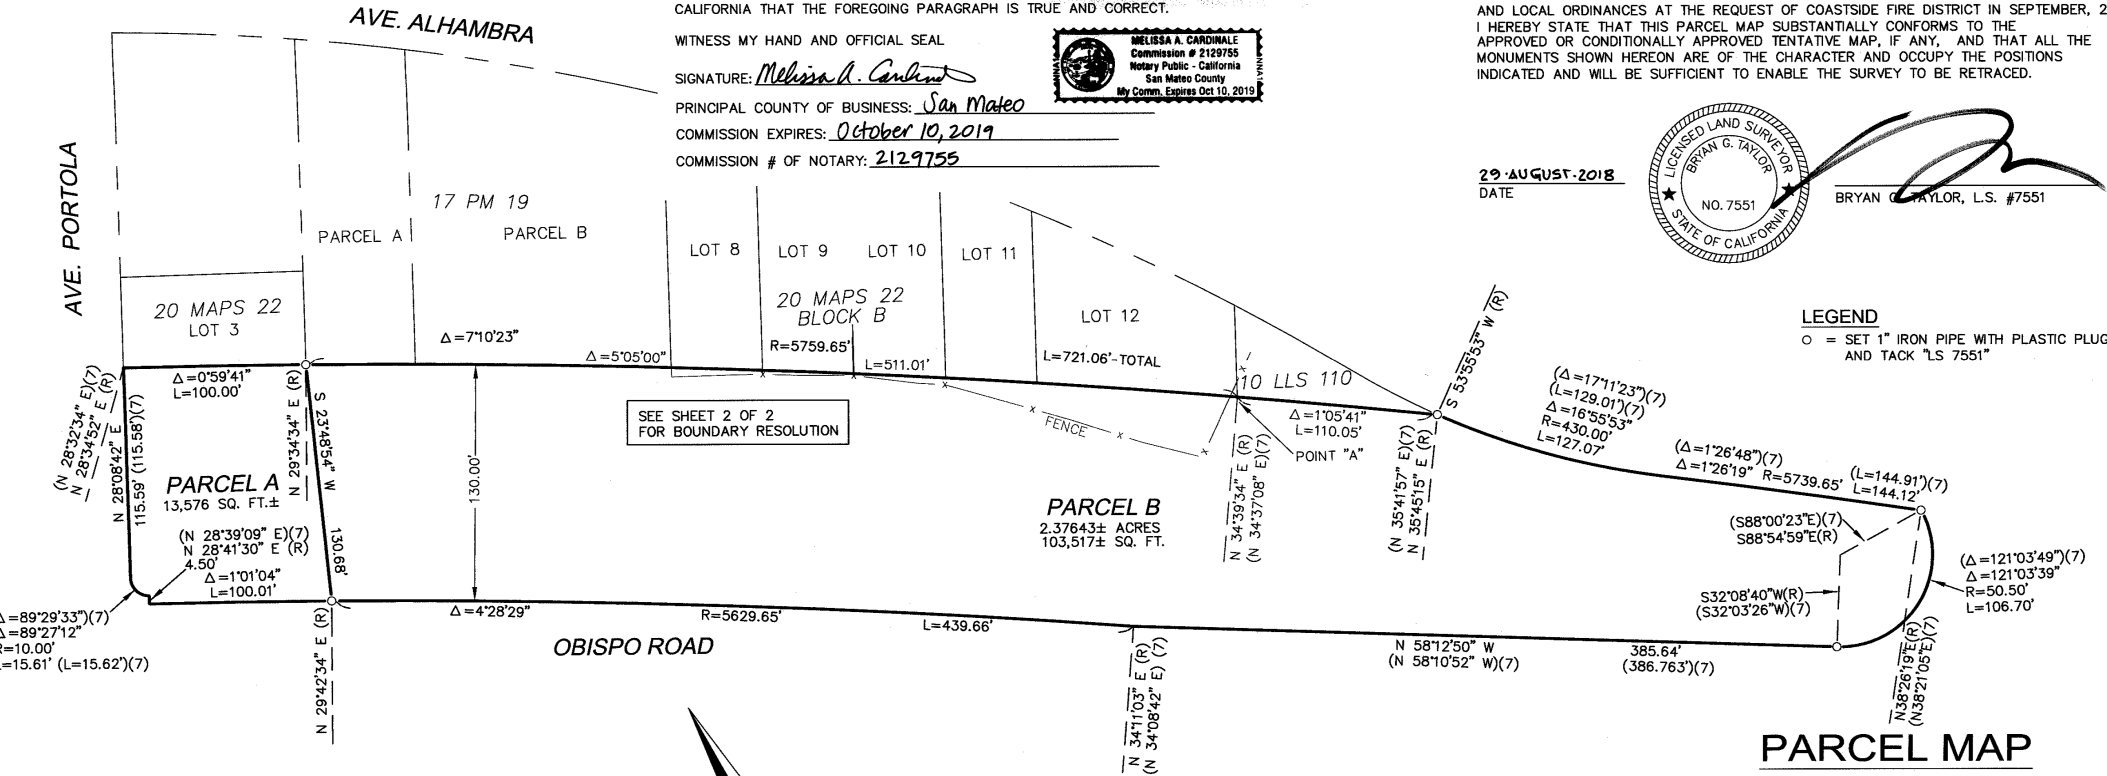 CALIFORNIA THAT THE FOREGOING PARAGRAPH IS TRUE AND CORRECT.
WITNESS MY HAND AND OFFICIAL SEAL
SIGNATURE: Melissa A. Cardinale
PRINCIPAL COUNTY OF BUSINESS: San Mateo
COMMISSION EXPIRES: October 10, 2019
COMMISSION # OF NOTARY: 2129755
MELISSA A. CARDINALE
Commission # 2129755
Notary Public - California
San Mateo County
My Comm. Expires Oct 10, 2019
AND LOCAL ORDINANCES AT THE REQUEST OF COASTSIDE FIRE DISTRICT IN SEPTEMBER, 2
I HEREBY STATE THAT THIS PARCEL MAP SUBSTANTIALLY CONFORMS TO THE
APPROVED OR CONDITIONALLY APPROVED TENTATIVE MAP, IF ANY, AND THAT ALL THE
MONUMENTS SHOWN HEREON ARE OF THE CHARACTER AND OCCUPY THE POSITIONS
INDICATED AND WILL BE SUFFICIENT TO ENABLE THE SURVEY TO BE RETRACED.
29·AUGUST·2018
DATE
LICENSED LAND SURVEYOR
BRYAN G. TAYLOR
NO. 7551
STATE OF CALIFORNIA
BRYAN G. TAYLOR, L.S. #7551
LEGEND
○ = SET 1" IRON PIPE WITH PLASTIC PLUG
AND TACK "LS 7551"
AVE. ALHAMBRA
AVE. PORTOLA
17 PM 19
PARCEL A
PARCEL B
LOT 8
LOT 9
LOT 10
LOT 11
LOT 12
20 MAPS 22
LOT 3
20 MAPS 22
BLOCK B
Δ=7°10'23"
Δ=5°05'00"
R=5759.65'
L=511.01'
L=721.06'-TOTAL
10 LLS 110
S 53°55'53" W (R)
Δ=0°59'41"
L=100.00'
(N 28°32'34" E)(7)
N 28°34'52" E (R)
N 28°08'42" E
115.59' (115.58')(7)
N 29°34'34" E (R)
S 23°48'54" W
130.68'
PARCEL A
13,576 SQ. FT.±
(N 28°39'09" E)(7)
N 28°41'30" E (R)
4.50'
Δ=1°01'04"
L=100.01'
Δ=89°29'33")(7)
Δ=89°27'12"
R=10.00'
L=15.61' (L=15.62')(7)
N 29°42'34" E (R)
130.00'
SEE SHEET 2 OF 2
FOR BOUNDARY RESOLUTION
FENCE
POINT "A"
Δ=1°05'41"
L=110.05'
N 34°39'34" E (R)
(N 34°37'08" E)(7)
(N 35°41'57" E)(7)
N 35°45'15" E (R)
PARCEL B
2.37643± ACRES
103,517± SQ. FT.
(Δ=17°11'23")(7)
(L=129.01')(7)
Δ=16°55'53"
R=430.00'
L=127.07'
(Δ=1°26'48")(7)
Δ=1°26'19" R=5739.65'
(L=144.91')(7)
L=144.12'
(S88°00'23"E)(7)
S88°54'59"E(R)
S32°08'40"W(R)
(S32°03'26"W)(7)
(Δ=121°03'49")(7)
Δ=121°03'39"
R=50.50'
L=106.70'
N38°26'19"E(R)
(N38°21'05"E)(7)
Δ=4°28'29"
R=5629.65'
L=439.66'
OBISPO ROAD
N 34°11'03" E (R)
(N 34°08'42" E) (7)
N 58°12'50" W
(N 58°10'52" W)(7)
385.64'
(386.763')(7)
PARCEL MAP